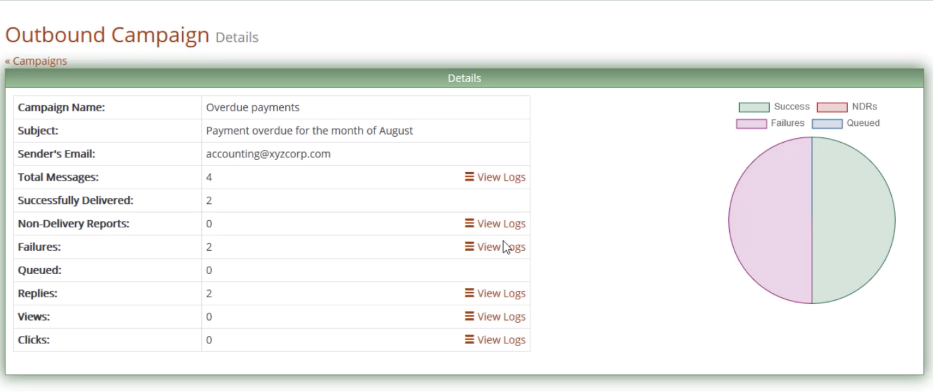 Outbound Campaign Details
« Campaigns
Details
Campaign Name: Overdue payments
Subject: Payment overdue for the month of August
Sender's Email: accounting@xyzcorp.com
Total Messages: 4 View Logs
Successfully Delivered: 2
Non-Delivery Reports: 0 View Logs
Failures: 2 View Logs
Queued: 0
Replies: 2 View Logs
Views: 0 View Logs
Clicks: 0 View Logs
Success NDRs
Failures Queued